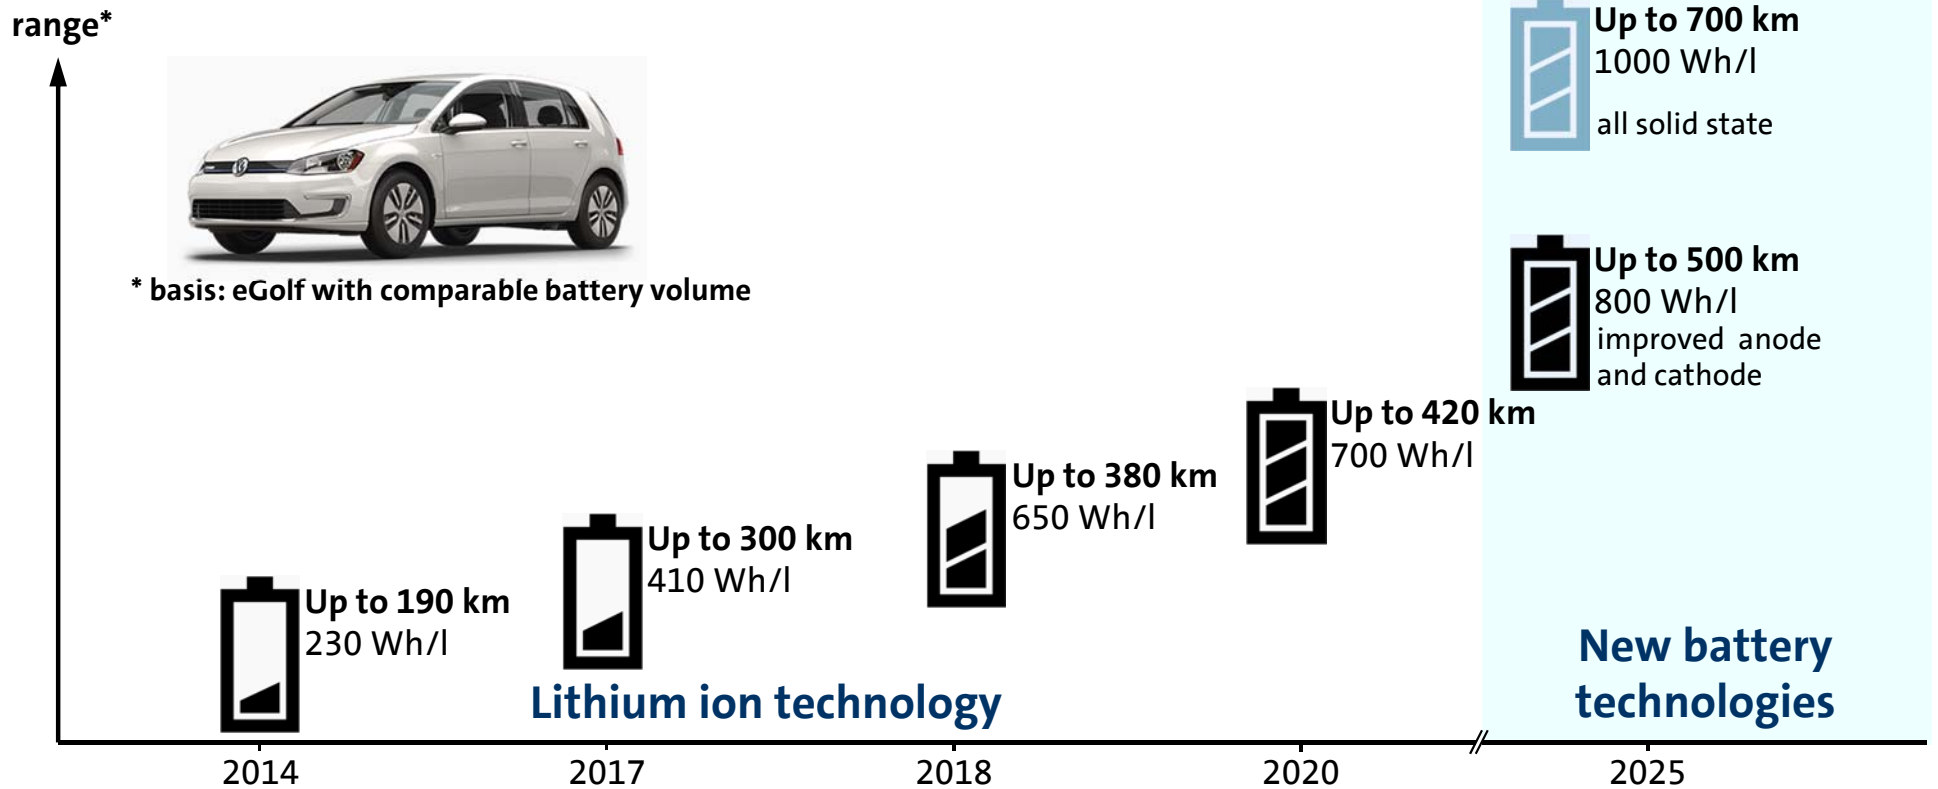 range*
Up to 700 km
1000 Wh/l
all solid state
* basis: eGolf with comparable battery volume
Up to 500 km
800 Wh/l
improved anode
and cathode
Up to 420 km
700 Wh/l
Up to 380 km
650 Wh/l
Up to 300 km
410 Wh/l
Up to 190 km
230 Wh/l
Lithium ion technology
New battery
technologies
2014
2017
2018
2020
2025